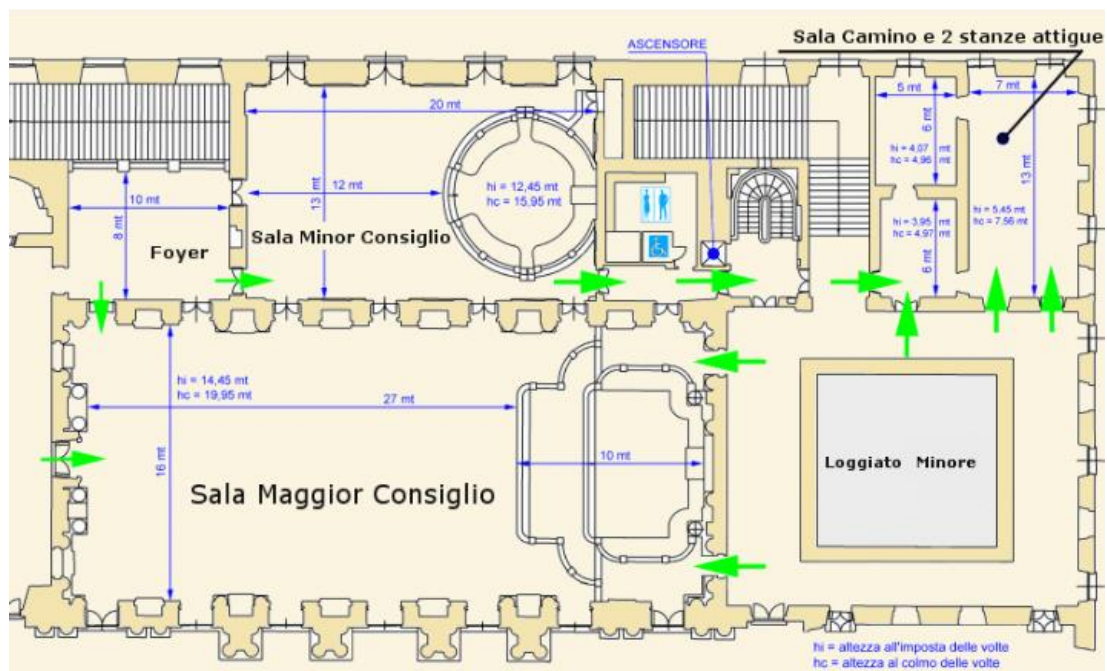 Sala Camino e 2 stanze attigue
ASCENSORE
20 mt
5 mt
7 mt
6 mt
13 mt
hi = 4,07 mt
hc = 4,96 mt
13 mt
12 mt
hi = 12,45 mt
hc = 15,95 mt
10 mt
8 mt
Foyer
Sala Minor Consiglio
hi = 3,95 mt
hc = 4,97 mt
6 mt
hi = 5,45 mt
hc = 7,56 mt
hi = 14,45 mt
hc = 19,95 mt
27 mt
16 mt
10 mt
Sala Maggior Consiglio
Loggiato Minore
hi = altezza all'imposta delle volte
hc = altezza al colmo delle volte